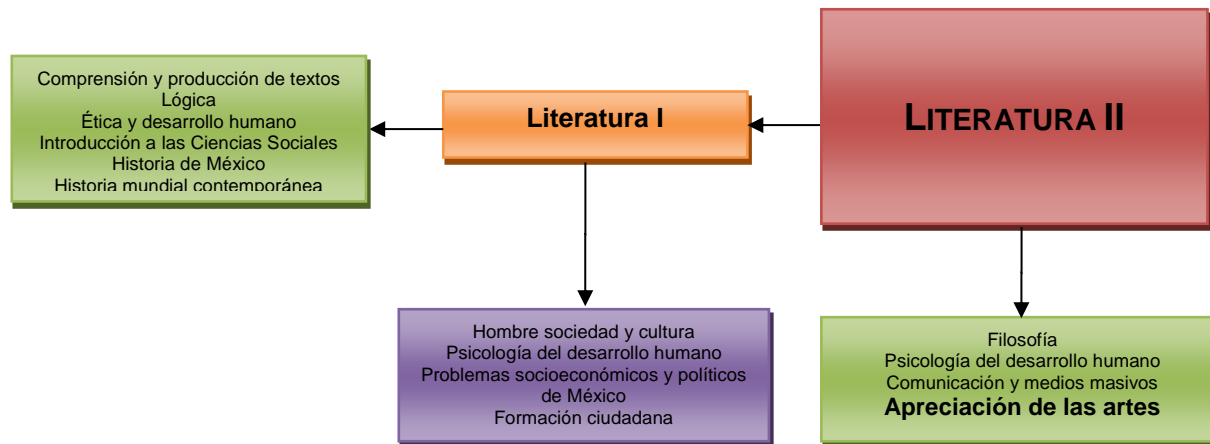 Comprensión y producción de textos
Lógica
Ética y desarrollo humano
Introducción a las Ciencias Sociales
Historia de México
Historia mundial contemporánea
Literatura I
LITERATURA II
Hombre sociedad y cultura
Psicología del desarrollo humano
Problemas socioeconómicos y políticos
de México
Formación ciudadana
Filosofía
Psicología del desarrollo humano
Comunicación y medios masivos
Apreciación de las artes